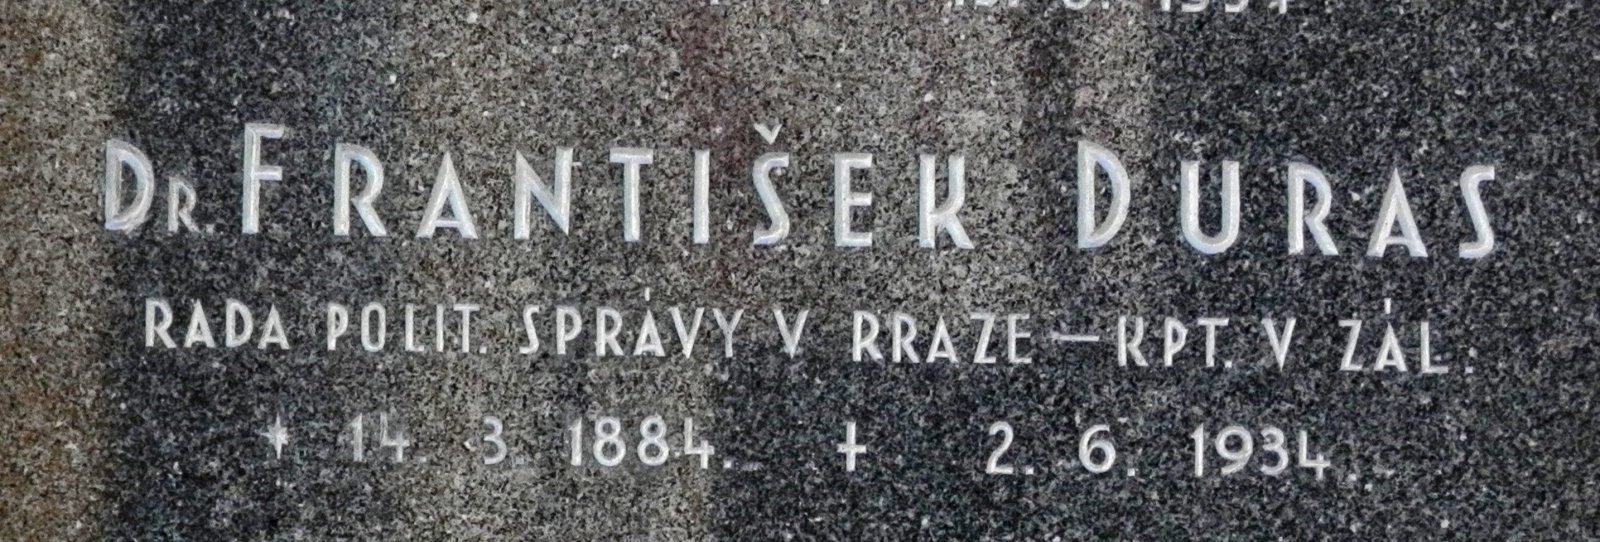 Dr. FRANTIŠEK DURAS
RADA POLIT. SPRÁVY V RRAZE – KPT. V ZÁL.
* 14. 3. 1884. + 2. 6. 1934.